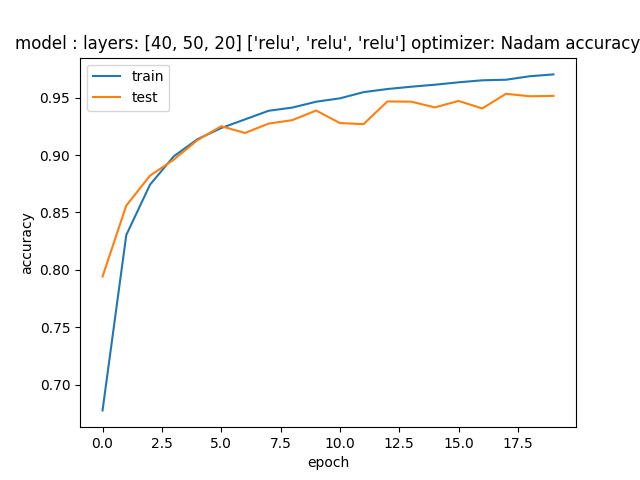 model : layers: [40, 50, 20] ['relu', 'relu', 'relu'] optimizer: Nadam accuracy
train
test
accuracy
0.95
0.90
0.85
0.80
0.75
0.70
0.0 2.5 5.0 7.5 10.0 12.5 15.0 17.5
epoch